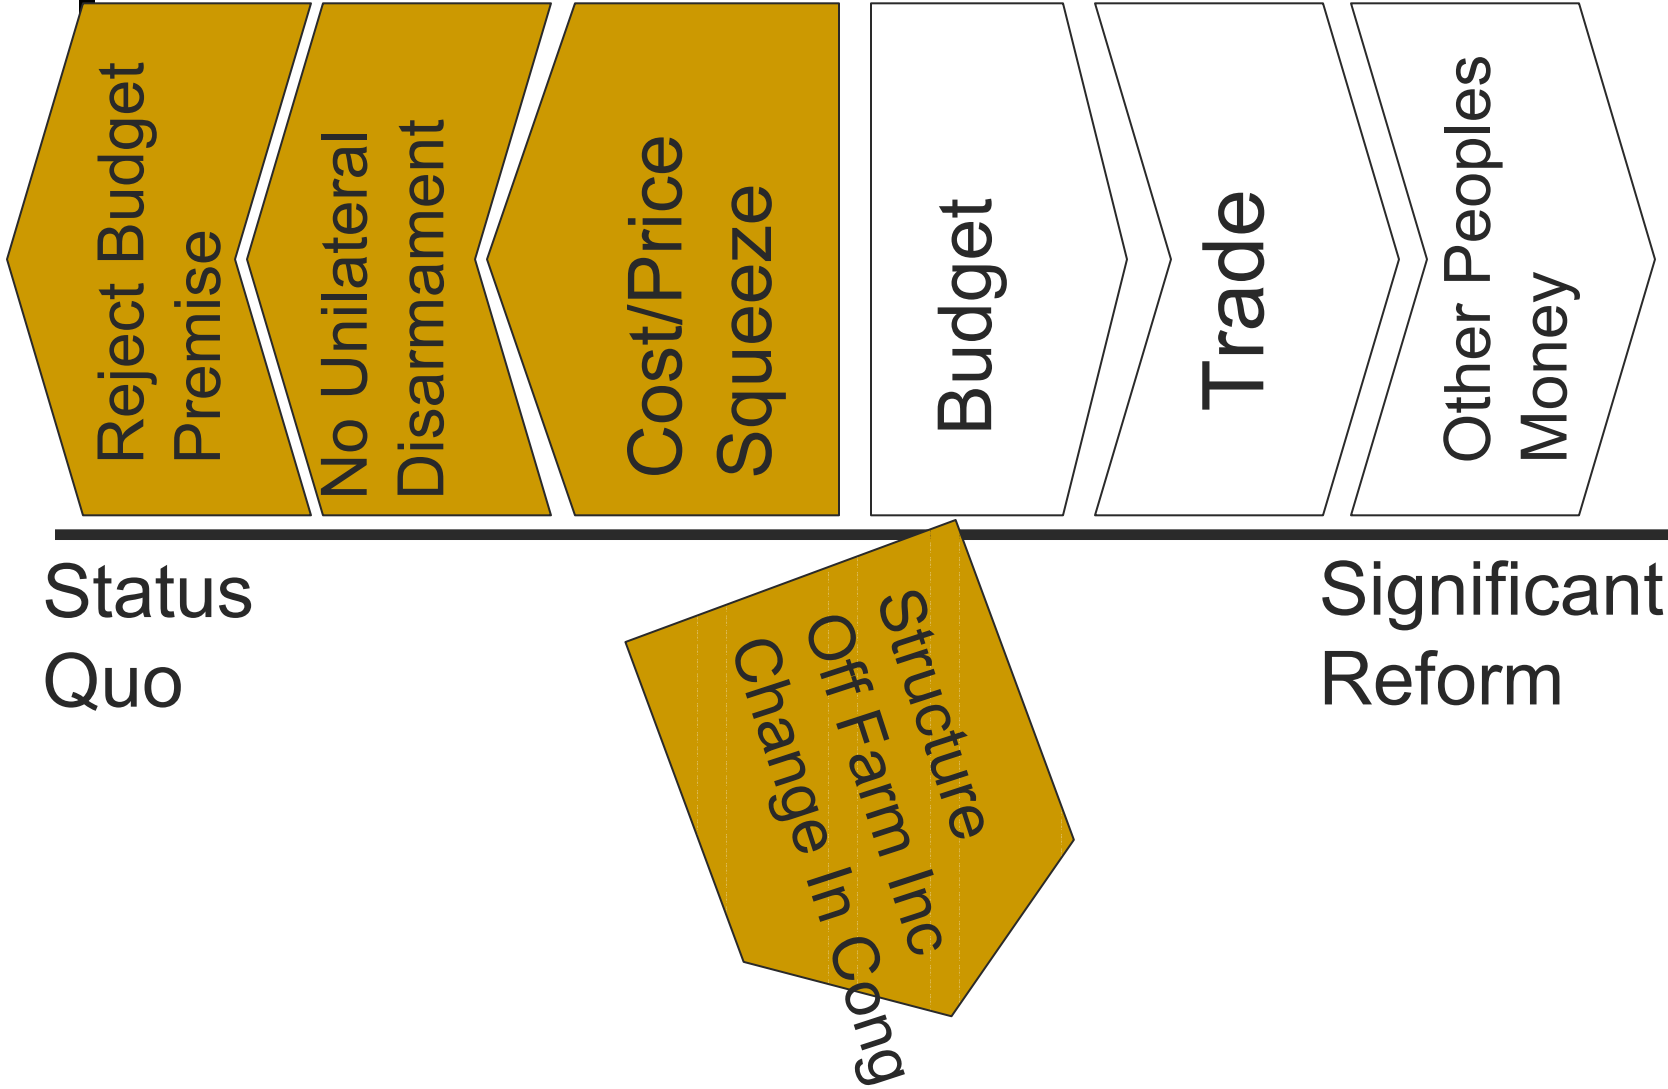 Reject Budget
Premise
No Unilateral
Disarmament
Cost/Price
Squeeze
Budget
Trade
Other Peoples
Money
Status
Quo
Significant
Reform
Structure
Off Farm Inc
Change In Cong